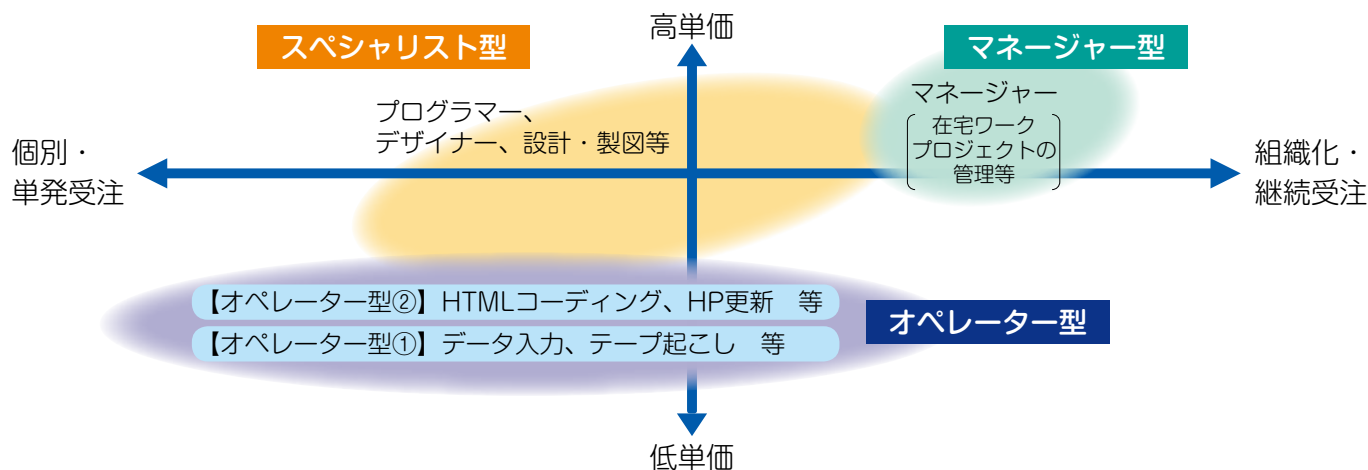 高単価
スペシャリスト型
マネージャー型
プログラマー、
デザイナー、設計・製図等
マネージャー
在宅ワーク
プロジェクトの
管理等
個別・
単発受注
組織化・
継続受注
【オペレーター型②】HTMLコーディング、HP更新　等
【オペレーター型①】データ入力、テープ起こし　等
オペレーター型
低単価